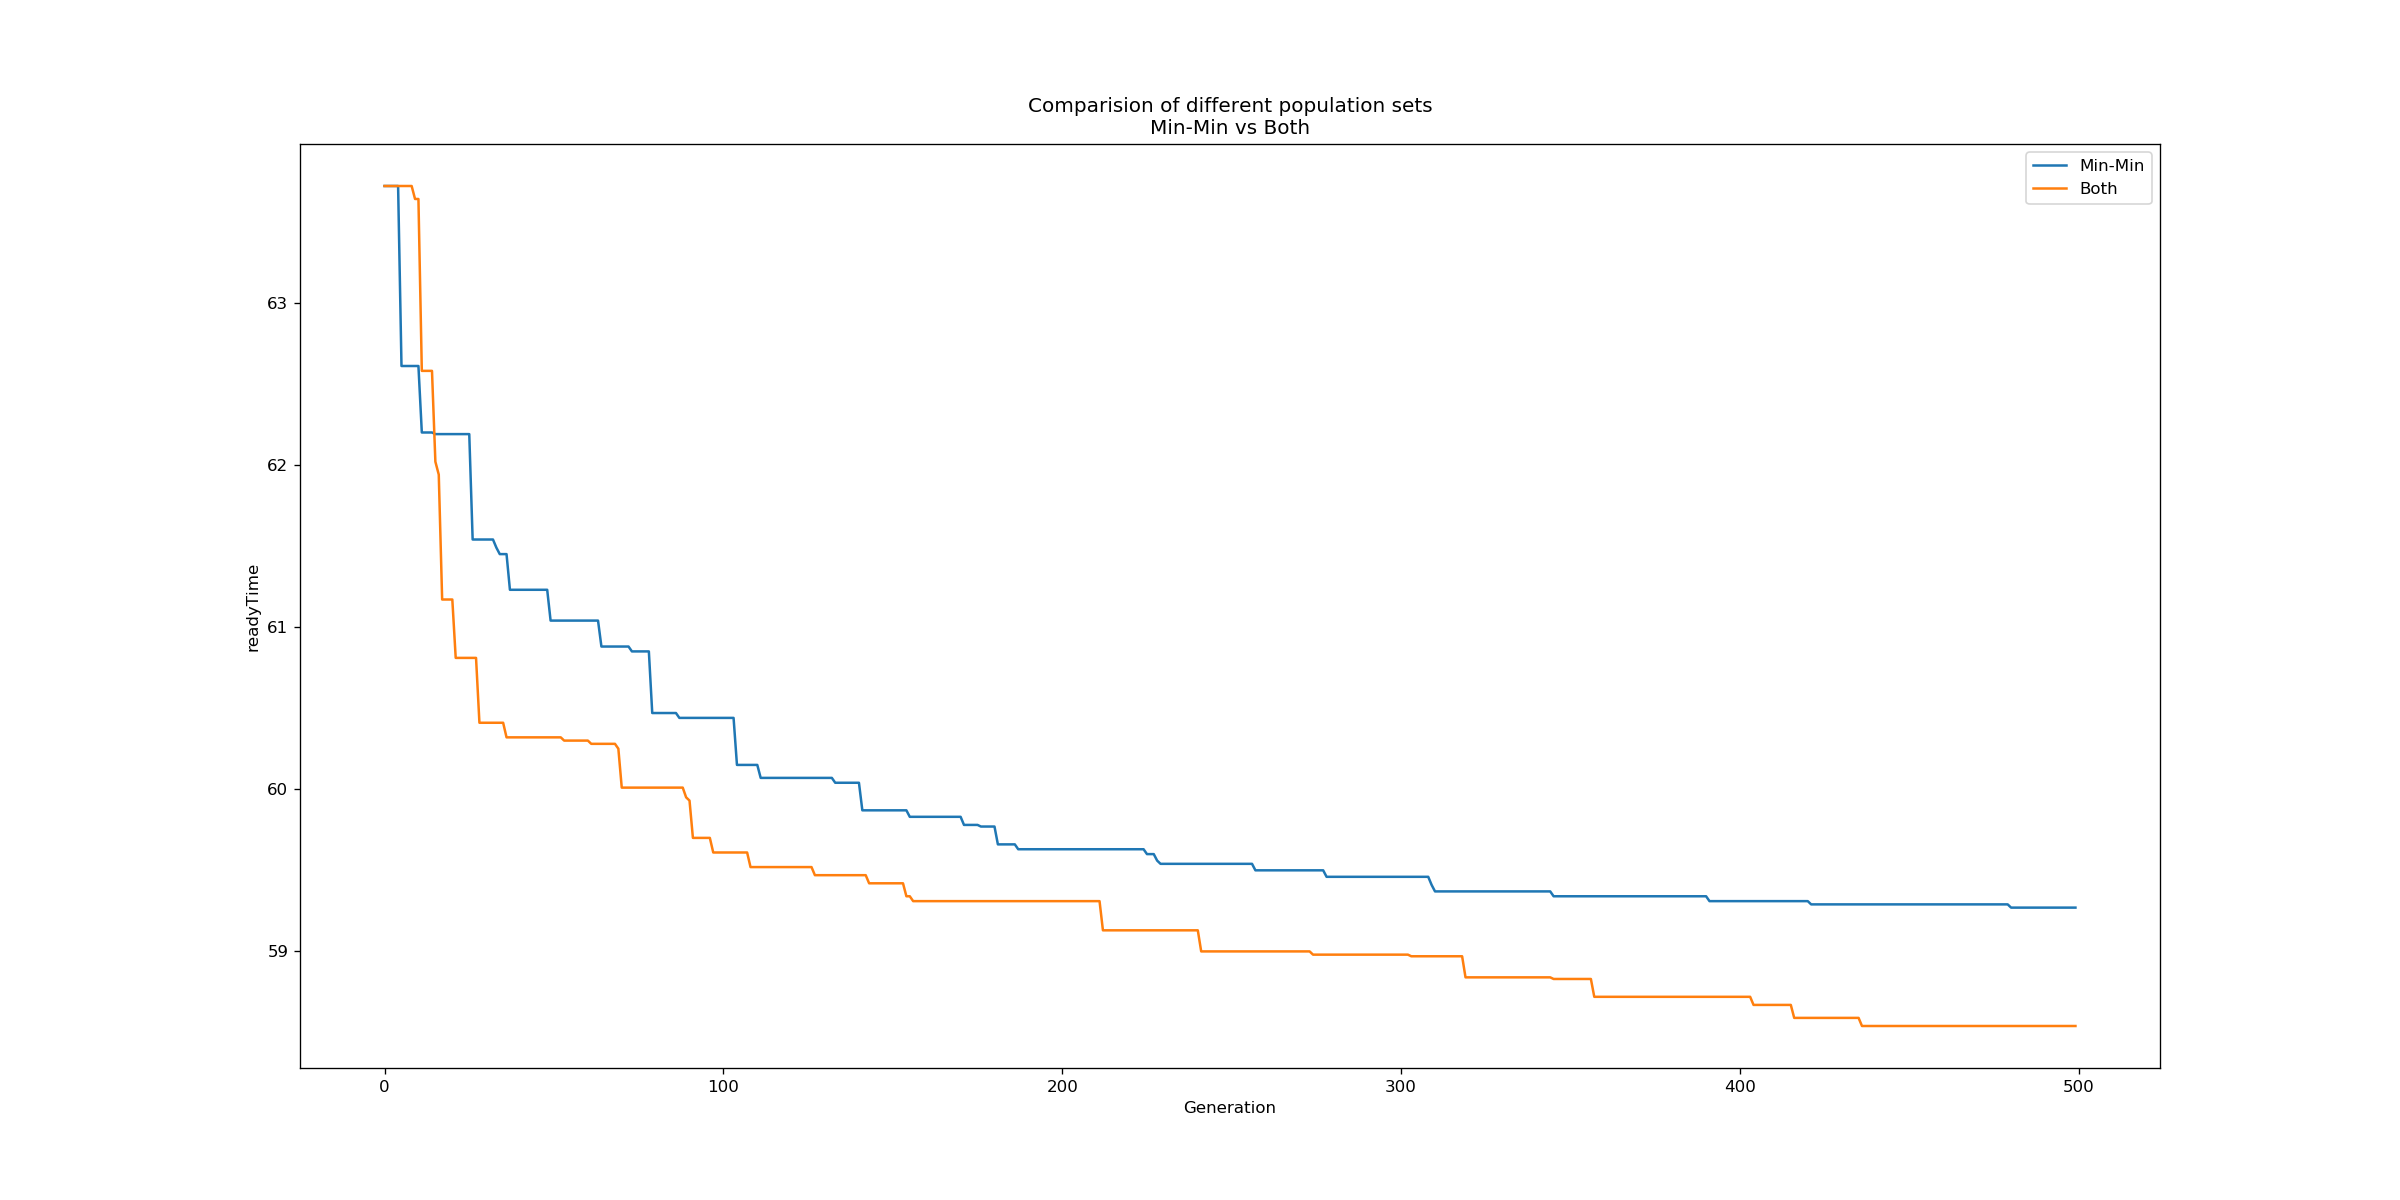 Comparision of different population sets
Min-Min vs Both
Min-Min
Both
63
62
61
60
59
readyTime
0 100 200 300 400 500
Generation